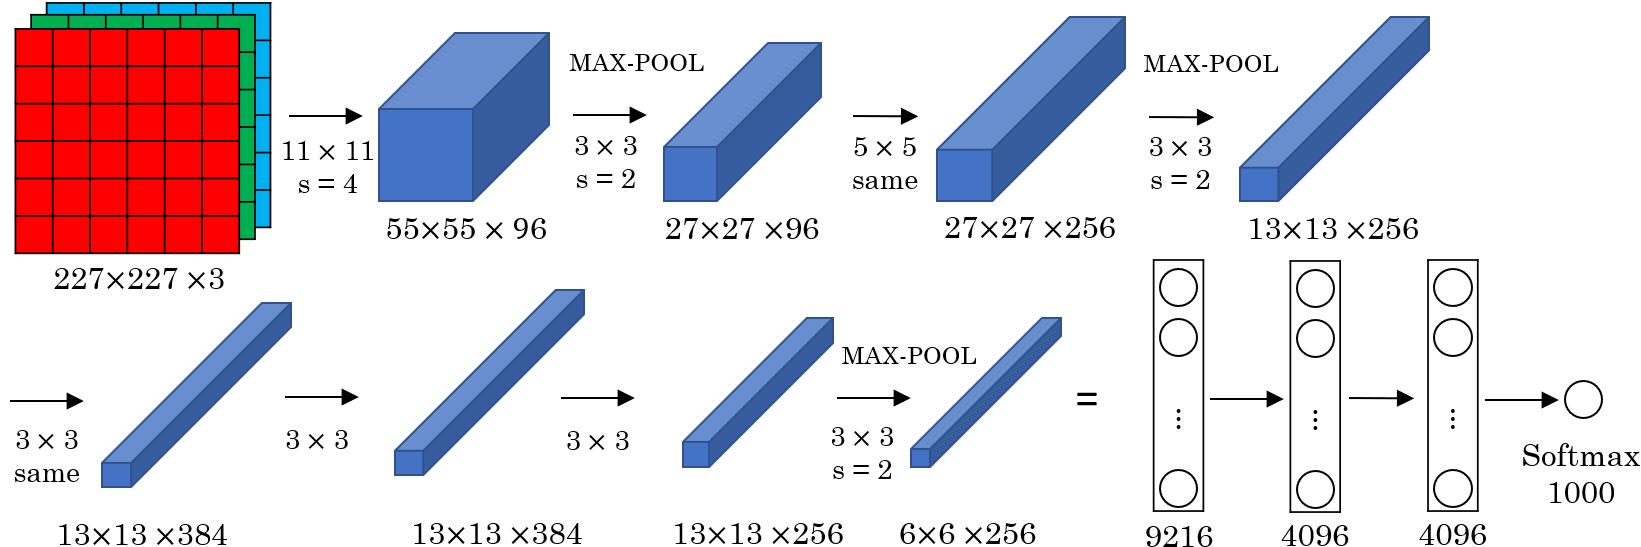 MAX-POOL
MAX-POOL
11 × 11
s = 4
3 × 3
s = 2
5 × 5
same
3 × 3
s = 2
227×227 ×3
55×55 × 96
27×27 ×96
27×27 ×256
13×13 ×256
MAX-POOL
3 × 3
same
3 × 3
3 × 3
3 × 3
s = 2
=
Softmax
1000
13×13 ×384
13×13 ×384
13×13 ×256
6×6 ×256
9216
4096
4096